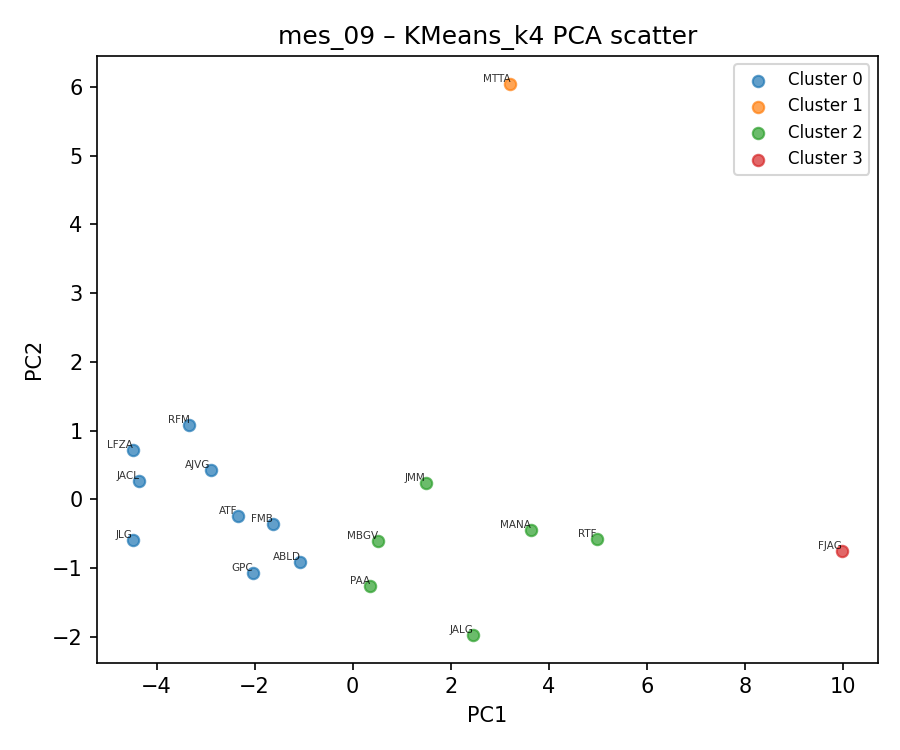 mes_09 – KMeans_k4 PCA scatter
Cluster 0
Cluster 1
Cluster 2
Cluster 3
MTTA
RFM
LFZA
AJVG
JACL
JMM
ATF
FMB
MANA
JLG
MBGV
RTF
ABLD
FJAG
GPC
PAA
JALG
6
5
4
3
2
1
0
−1
−2
PC2
−4
−2
0
2
4
6
8
10
PC1